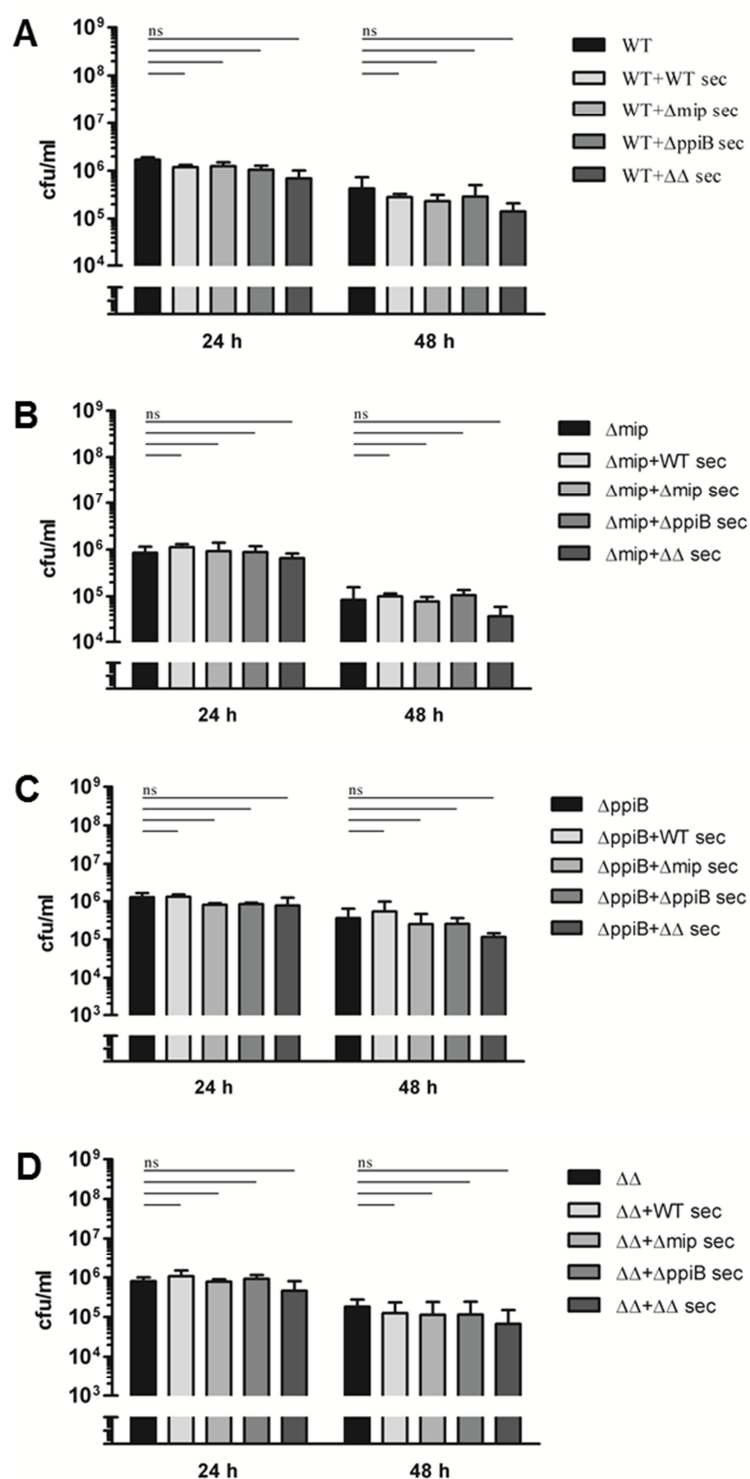 A
ns
ns
10⁹
10⁸
10⁷
10⁶
10⁵
10⁴
cfu/ml
24 h
48 h
WT
WT+WT sec
WT+Δmip sec
WT+ΔppiB sec
WT+ΔΔ sec
B
ns
ns
10⁹
10⁸
10⁷
10⁶
10⁵
10⁴
cfu/ml
24 h
48 h
Δmip
Δmip+WT sec
Δmip+Δmip sec
Δmip+ΔppiB sec
Δmip+ΔΔ sec
C
ns
ns
10⁹
10⁸
10⁷
10⁶
10⁵
10⁴
10³
cfu/ml
24 h
48 h
ΔppiB
ΔppiB+WT sec
ΔppiB+Δmip sec
ΔppiB+ΔppiB sec
ΔppiB+ΔΔ sec
D
ns
ns
10⁹
10⁸
10⁷
10⁶
10⁵
10⁴
10³
cfu/ml
24 h
48 h
ΔΔ
ΔΔ+WT sec
ΔΔ+Δmip sec
ΔΔ+ΔppiB sec
ΔΔ+ΔΔ sec